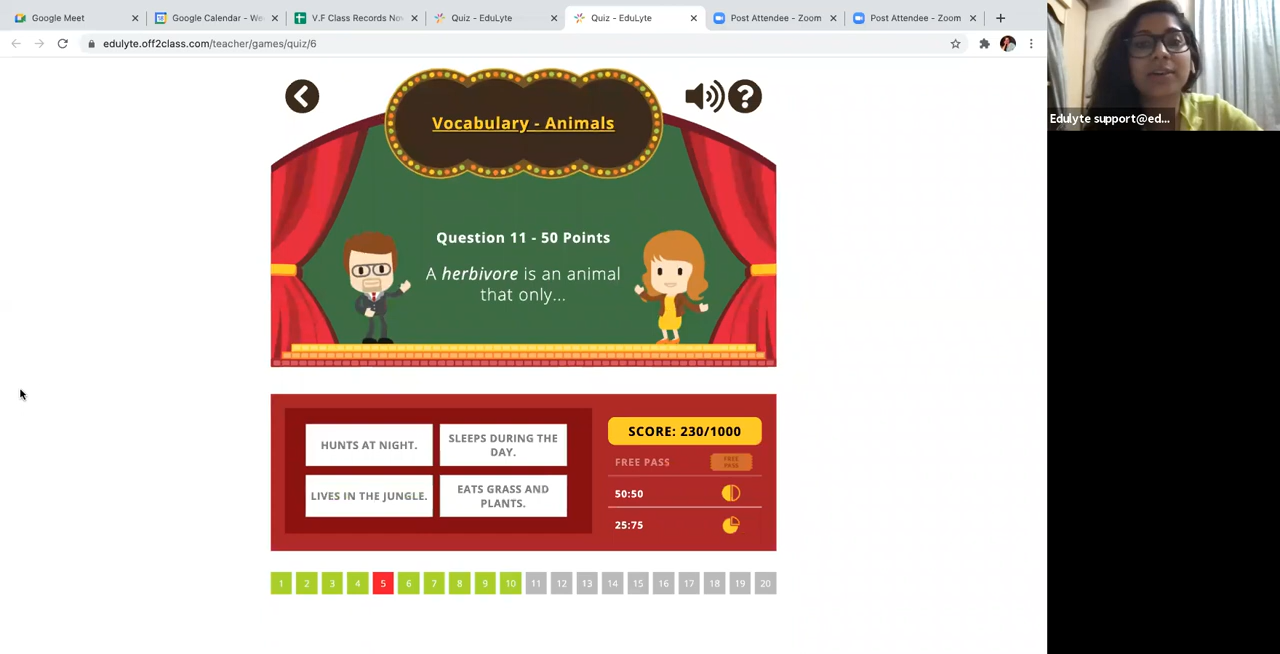 Google Meet
Google Calendar - We
V.F Class Records No
Quiz - EduLyte
Quiz - EduLyte
Post Attendee - Zoom
Post Attendee - Zoom
edulyte.off2class.com/teacher/games/quiz/6
Edulyte support@ed...
Vocabulary - Animals
Question 11 - 50 Points
A herbivore is an animal
that only...
HUNTS AT NIGHT.
SLEEPS DURING THE
DAY.
LIVES IN THE JUNGLE.
EATS GRASS AND
PLANTS.
SCORE: 230/1000
FREE PASS
FREE
PASS
50:50
25:75
1 2 3 4 5 6 7 8 9 10 11 12 13 14 15 16 17 18 19 20